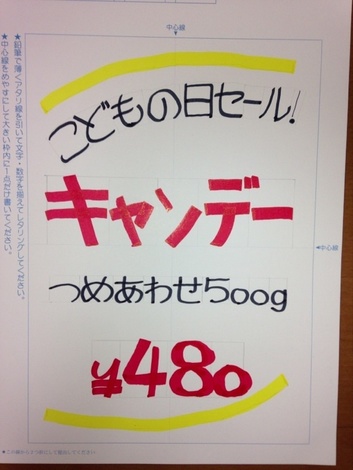 中心線
こどもの日セール!
キャンデー
つめあわせ500g
¥480
中心線
★鉛筆で薄くアタリ線を引いて文字・数字を揃えてレタリングしてください。
★中心線をめやすにして大きい枠内に1点だけ書いてください。